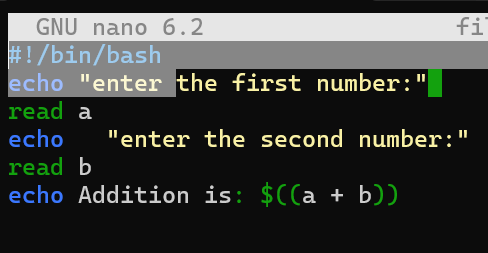 GNU nano 6.2 fi
#!/bin/bash
echo "enter the first number:"
read a
echo   "enter the second number:"
read b
echo Addition is: $((a + b))